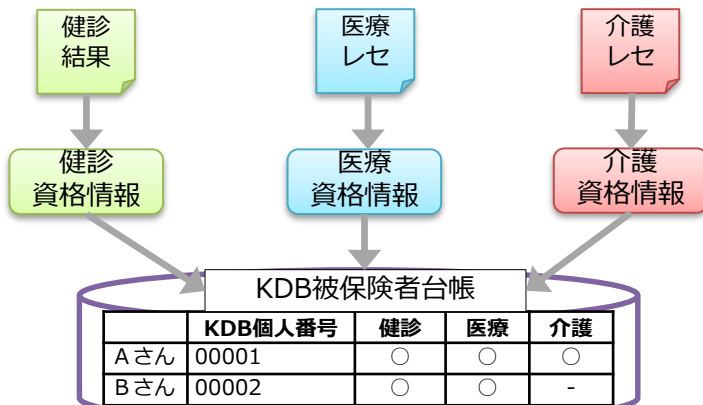 健診
結果
医療
レセ
介護
レセ
健診
資格情報
医療
資格情報
介護
資格情報
KDB被保険者台帳
KDB個人番号 健診 医療 介護
Aさん 00001 ○ ○ ○
Bさん 00002 ○ ○ -